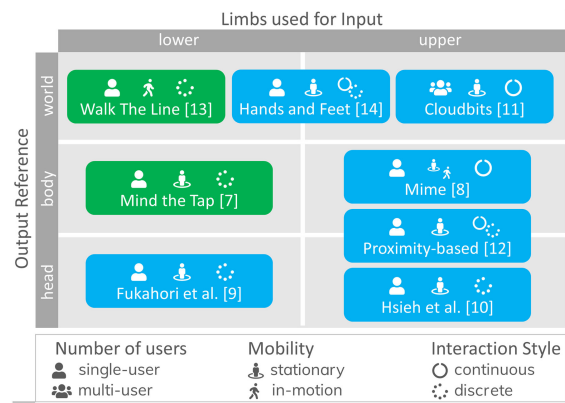 Limbs used for Input
lower
upper
Output Reference
world
Walk The Line [13]
Hands and Feet [14]
Cloudbits [11]
body
Mind the Tap [7]
Mime [8]
Proximity-based [12]
head
Fukahori et al. [9]
Hsieh et al. [10]
Number of users
single-user
multi-user
Mobility
stationary
in-motion
Interaction Style
continuous
discrete